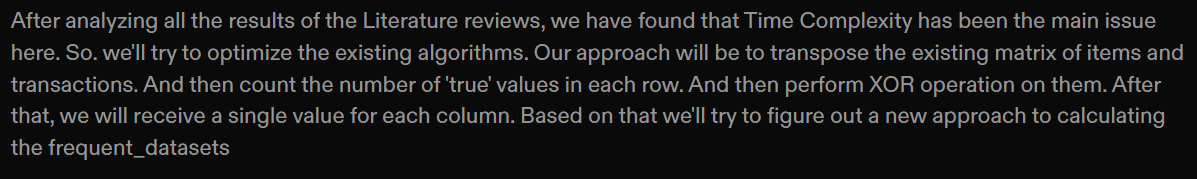 After analyzing all the results of the Literature reviews, we have found that Time Complexity has been the main issue
here. So. we'll try to optimize the existing algorithms. Our approach will be to transpose the existing matrix of items and
transactions. And then count the number of 'true' values in each row. And then perform XOR operation on them. After
that, we will receive a single value for each column. Based on that we'll try to figure out a new approach to calculating
the frequent_datasets